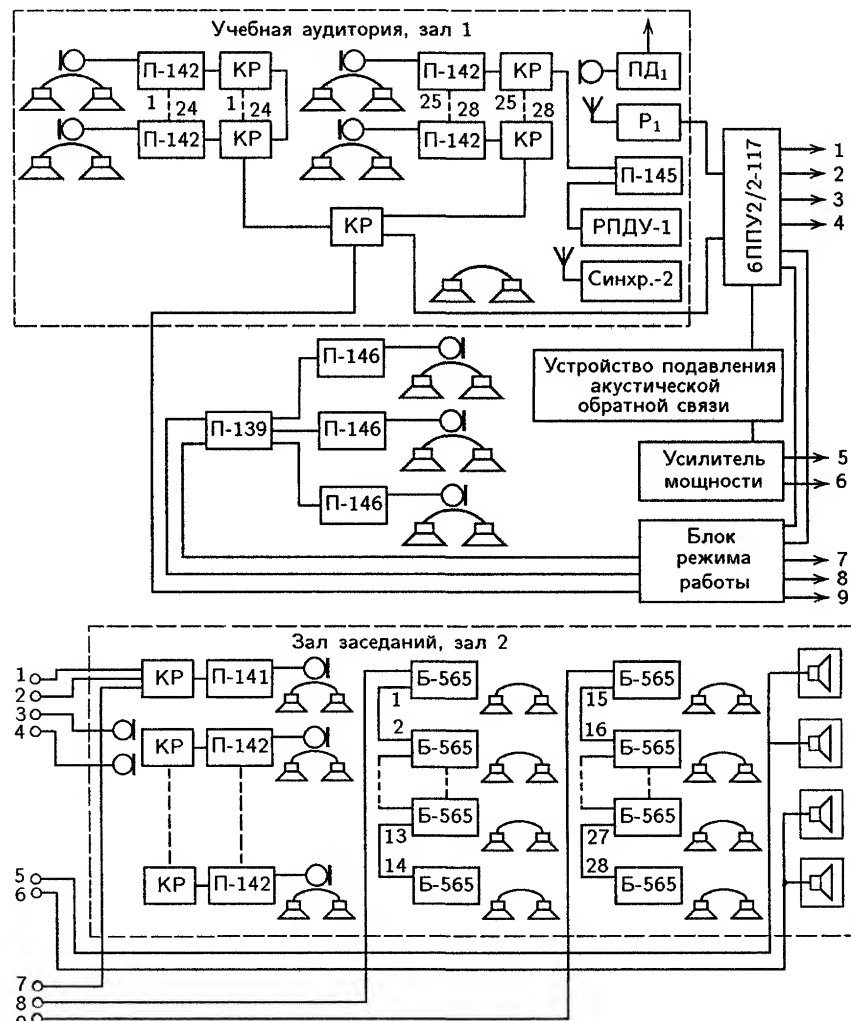 Учебная аудитория, зал 1
П-142 КР П-142 КР ПД₁
1 24 1 24 25 28 25 28
Р₁
П-142 КР П-142 КР
6ППУ2/2-117
1
2
3
4
П-145
КР
РПДУ-1
Синхр.-2
П-146
Устройство подавления
акустической
обратной связи
П-139
П-146
Усилитель
мощности
5
6
П-146
Блок
режима
работы
7
8
9
Зал заседаний, зал 2
1
2
3
4
КР П-141 Б-565 Б-565
1 15
2 16
КР П-142 Б-565 Б-565
Б-565 Б-565
13 27
14 28
КР П-142 Б-565 Б-565
5
6
7
8
9